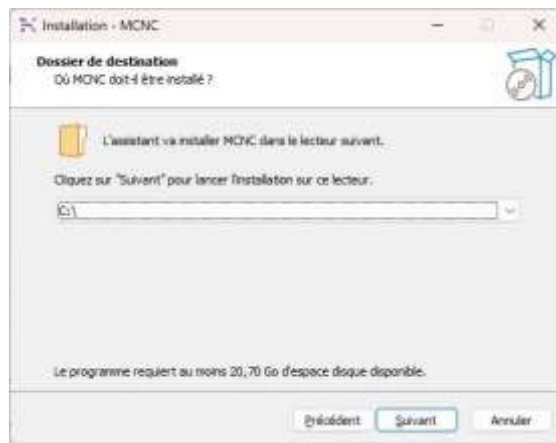 Installation - MCNC
Dossier de destination
Où MCNC doit-il être installé ?
L'assistant va installer MCNC dans le lecteur suivant.
Cliquez sur "Suivant" pour lancer l'installation sur ce lecteur.
C:\
Le programme requiert au moins 20,70 Go d'espace disque disponible.
Précédent
Suivant
Annuler